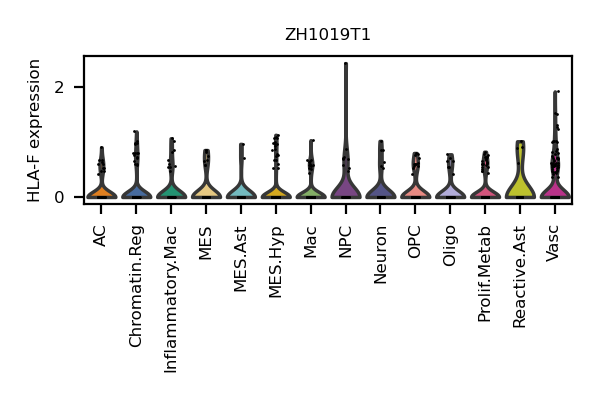 ZH1019T1
HLA-F expression
2
0
AC
Chromatin.Reg
Inflammatory.Mac
MES
MES.Ast
MES.Hyp
Mac
NPC
Neuron
OPC
Oligo
Prolif.Metab
Reactive.Ast
Vasc